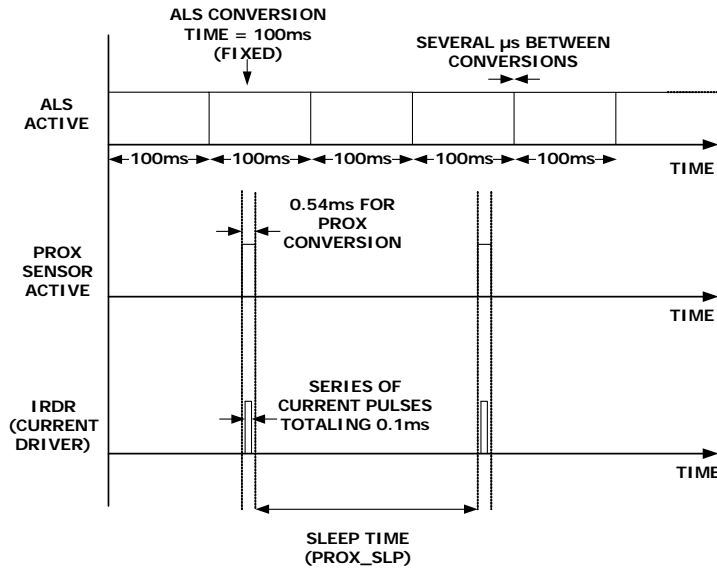 ALS CONVERSION
TIME = 100ms
(FIXED)
SEVERAL µs BETWEEN
CONVERSIONS
ALS
ACTIVE
100ms
100ms
100ms
100ms
100ms
TIME
0.54ms FOR
PROX
CONVERSION
PROX
SENSOR
ACTIVE
TIME
SERIES OF
CURRENT PULSES
TOTALING 0.1ms
IRDR
(CURRENT
DRIVER)
TIME
SLEEP TIME
(PROX_SLP)